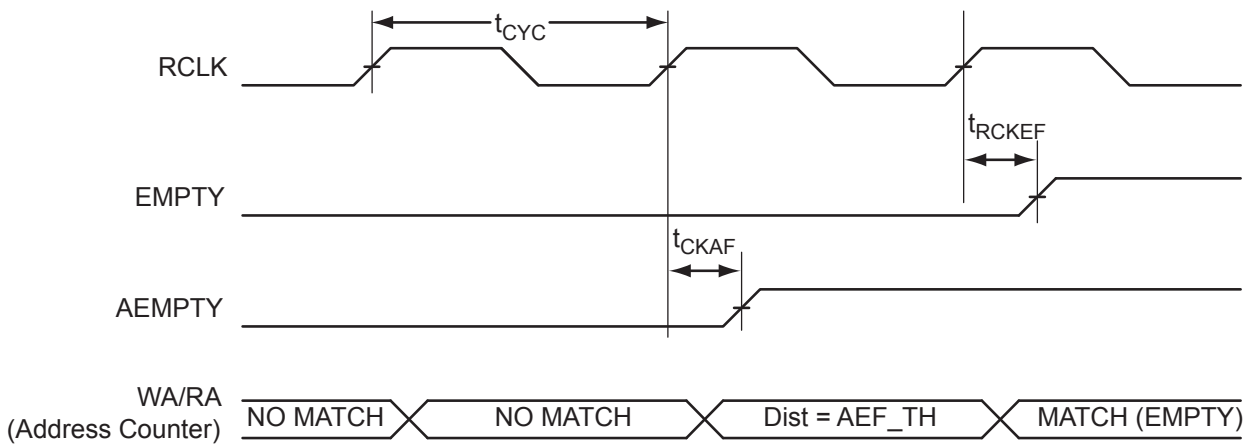 tCYC
RCLK
tRCKEF
EMPTY
tCKAF
AEMPTY
WA/RA
(Address Counter)
NO MATCH
NO MATCH
Dist = AEF_TH
MATCH (EMPTY)